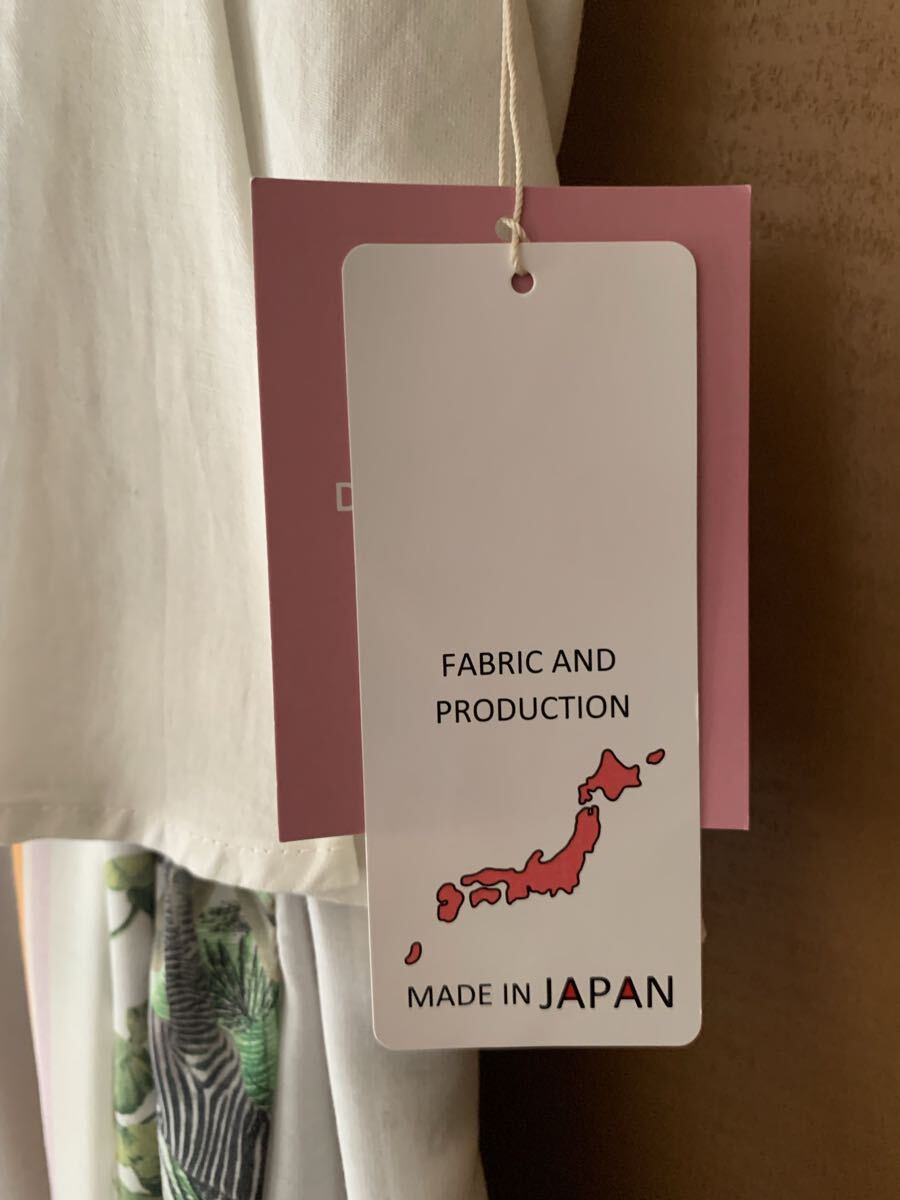 D
FABRIC AND
PRODUCTION
MADE IN JAPAN